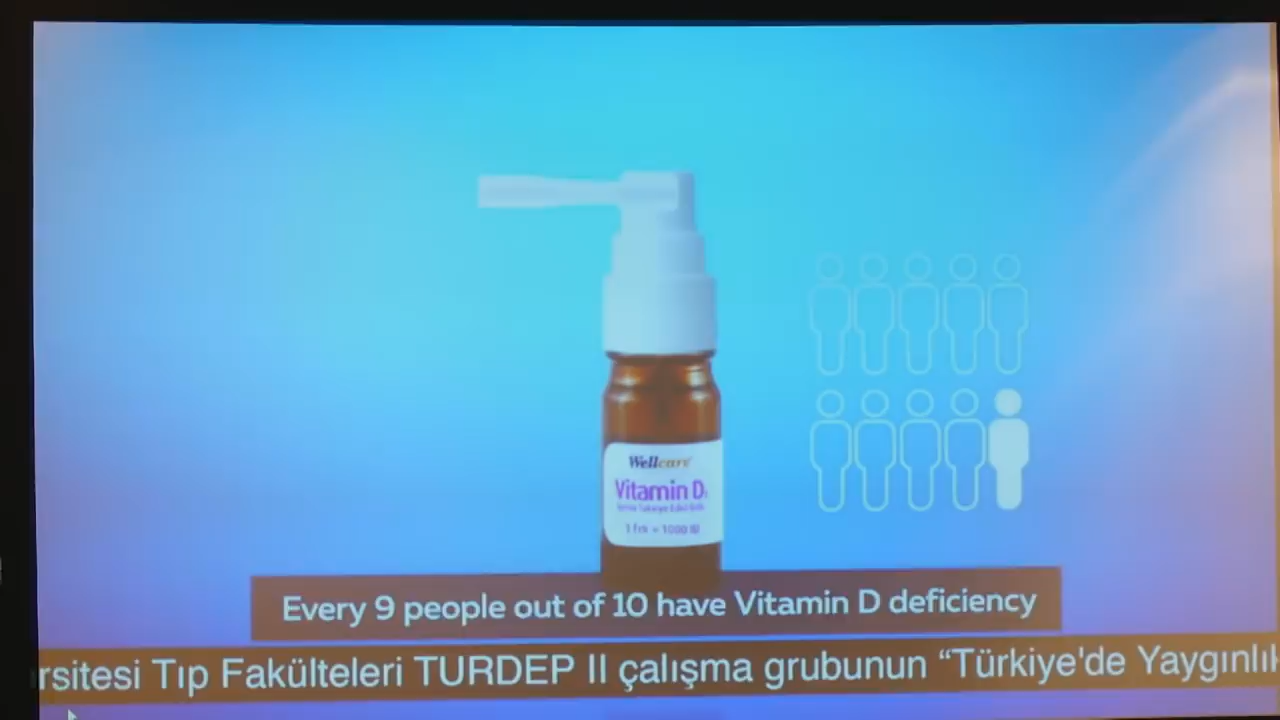 Wellcare
Vitamin D₃
1 fıs = 1000 IU
Every 9 people out of 10 have Vitamin D deficiency
rsitesi Tıp Fakülteleri TURDEP II çalışma grubunun “Türkiye'de Yaygınlık